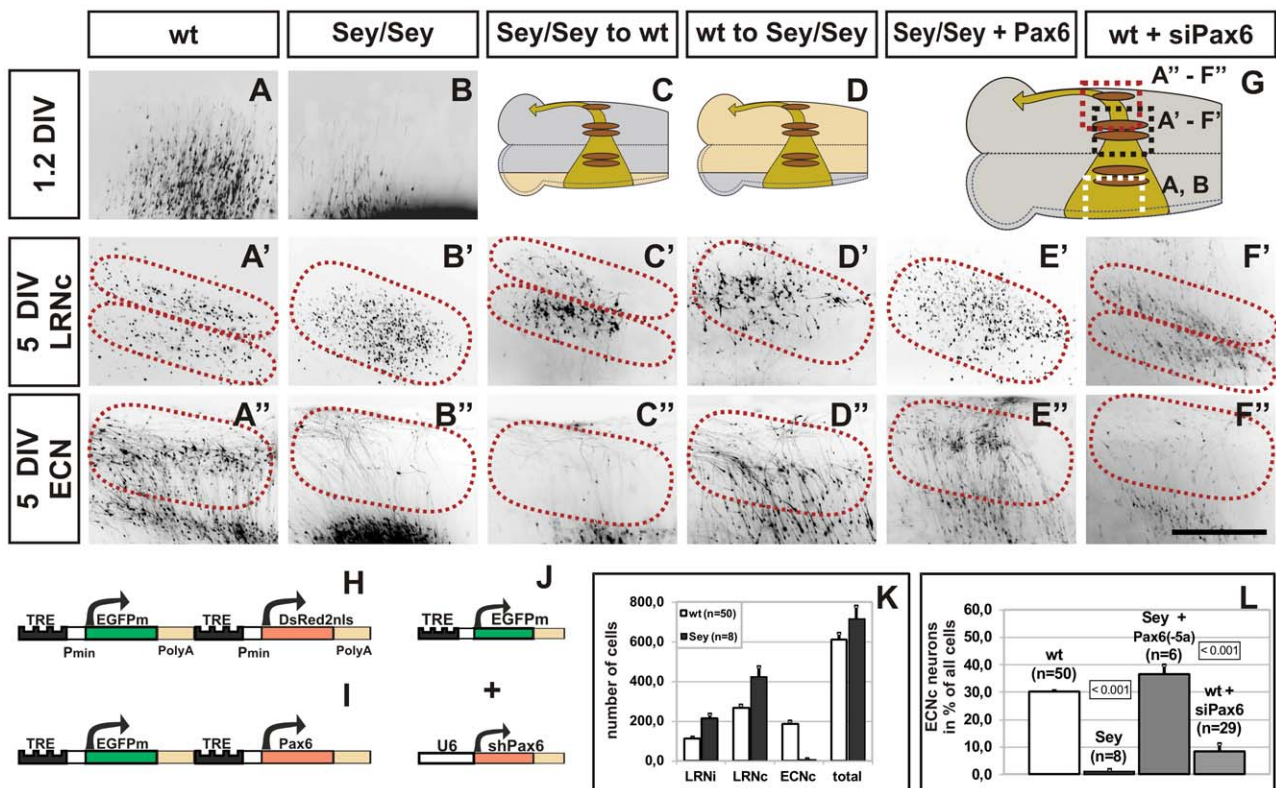 wt Sey/Sey Sey/Sey to wt wt to Sey/Sey Sey/Sey + Pax6 wt + siPax6
1.2 DIV
A
B
C
D
A'' - F''
G
A' - F'
A, B
5 DIV
LRNc
A'
B'
C'
D'
E'
F'
5 DIV
ECN
A''
B''
C''
D''
E''
F''
H
TRE EGFPm TRE DsRed2nls
Pmin PolyA Pmin PolyA
I
TRE EGFPm TRE Pax6
J
TRE EGFPm
+
U6 shPax6
K
number of cells
800,0
600,0
400,0
200,0
0,0
wt (n=50)
Sey (n=8)
LRNi LRNc ECNc total
L
ECNc neurons
in % of all cells
60,0
50,0
40,0
30,0
20,0
10,0
0,0
wt
(n=50)
< 0.001
Sey
(n=8)
Sey +
Pax6(-5a)
(n=6)
< 0.001
wt +
siPax6
(n=29)